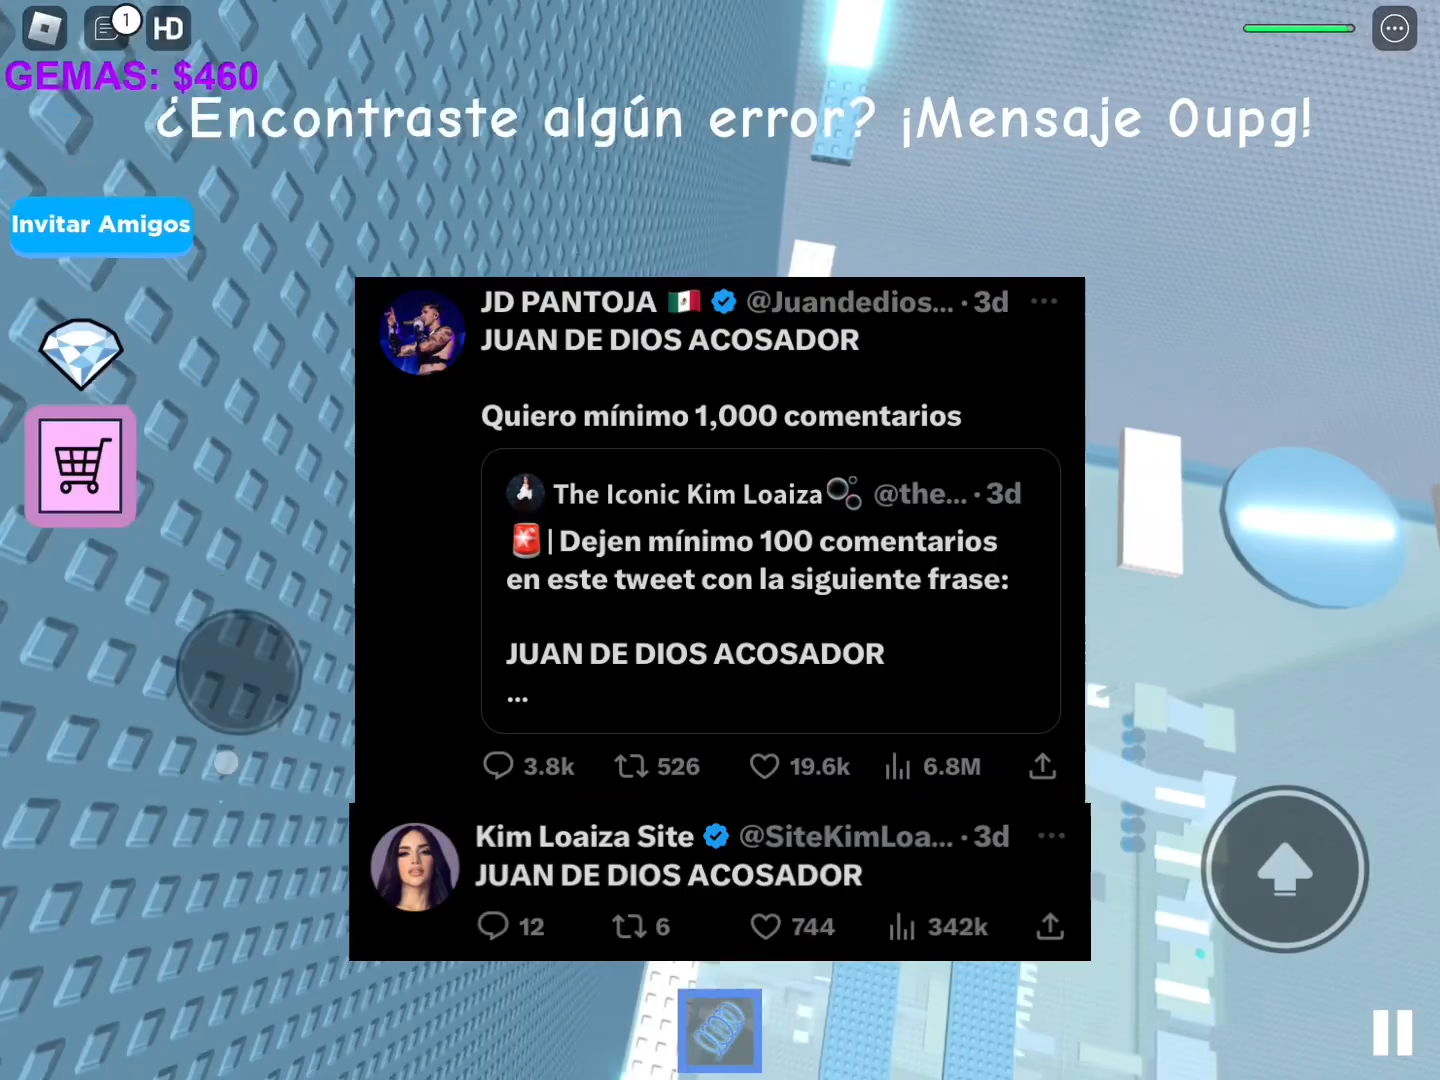 1
HD
GEMAS: $460
¿Encontraste algún error? ¡Mensaje Oupg!
Invitar Amigos
JD PANTOJA 🇲🇽 @Juandedios... · 3d
JUAN DE DIOS ACOSADOR
Quiero mínimo 1,000 comentarios
The Iconic Kim Loaiza🫧 @the... · 3d
🚨| Dejen mínimo 100 comentarios
en este tweet con la siguiente frase:
JUAN DE DIOS ACOSADOR
...
3.8k 526 19.6k 6.8M
Kim Loaiza Site @SiteKimLoa... · 3d
JUAN DE DIOS ACOSADOR
12 6 744 342k